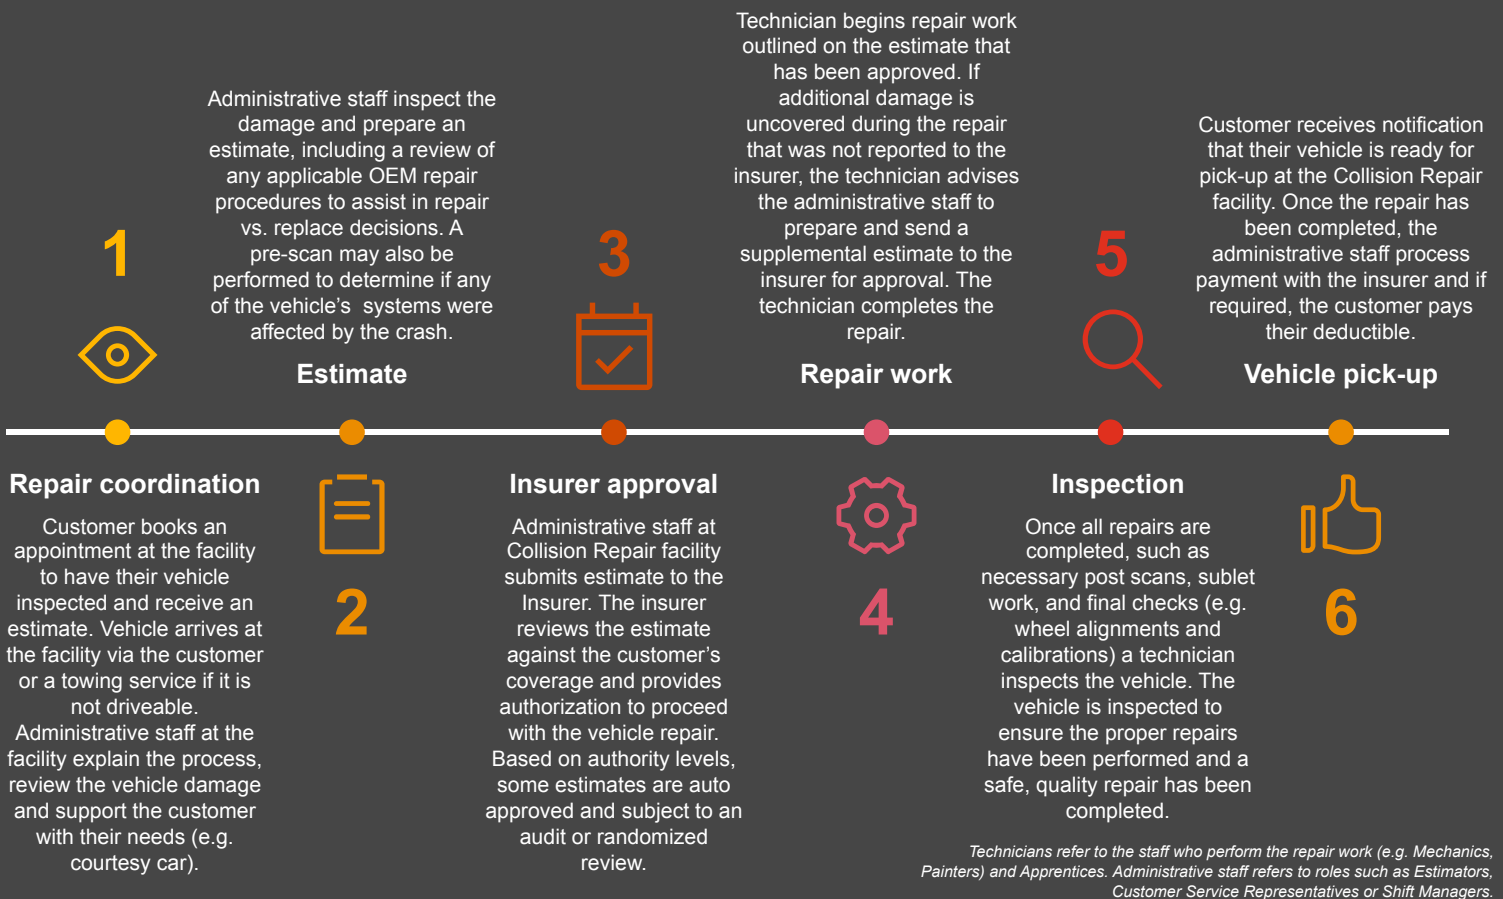 1
Repair coordination
Customer books an
appointment at the facility
to have their vehicle
inspected and receive an
estimate. Vehicle arrives at
the facility via the customer
or a towing service if it is
not driveable.
Administrative staff at the
facility explain the process,
review the vehicle damage
and support the customer
with their needs (e.g.
courtesy car).
Administrative staff inspect the
damage and prepare an
estimate, including a review of
any applicable OEM repair
procedures to assist in repair
vs. replace decisions. A
pre-scan may also be
performed to determine if any
of the vehicle's  systems were
affected by the crash.
Estimate
2
3
Insurer approval
Administrative staff at
Collision Repair facility
submits estimate to the
Insurer. The insurer
reviews the estimate
against the customer's
coverage and provides
authorization to proceed
with the vehicle repair.
Based on authority levels,
some estimates are auto
approved and subject to an
audit or randomized
review.
Technician begins repair work
outlined on the estimate that
has been approved. If
additional damage is
uncovered during the repair
that was not reported to the
insurer, the technician advises
the administrative staff to
prepare and send a
supplemental estimate to the
insurer for approval. The
technician completes the
repair.
Repair work
4
5
Inspection
Once all repairs are
completed, such as
necessary post scans, sublet
work, and final checks (e.g.
wheel alignments and
calibrations) a technician
inspects the vehicle. The
vehicle is inspected to
ensure the proper repairs
have been performed and a
safe, quality repair has been
completed.
Customer receives notification
that their vehicle is ready for
pick-up at the Collision Repair
facility. Once the repair has
been completed, the
administrative staff process
payment with the insurer and if
required, the customer pays
their deductible.
Vehicle pick-up
6
Technicians refer to the staff who perform the repair work (e.g. Mechanics,
Painters) and Apprentices. Administrative staff refers to roles such as Estimators,
Customer Service Representatives or Shift Managers.